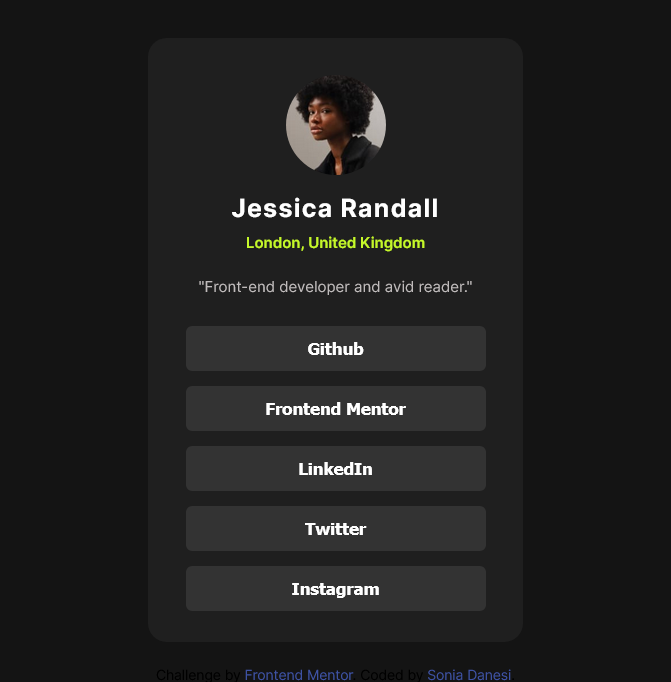 Jessica Randall
London, United Kingdom
"Front-end developer and avid reader."
Github
Frontend Mentor
LinkedIn
Twitter
Instagram
Challenge by Frontend Mentor. Coded by Sonia Danesi